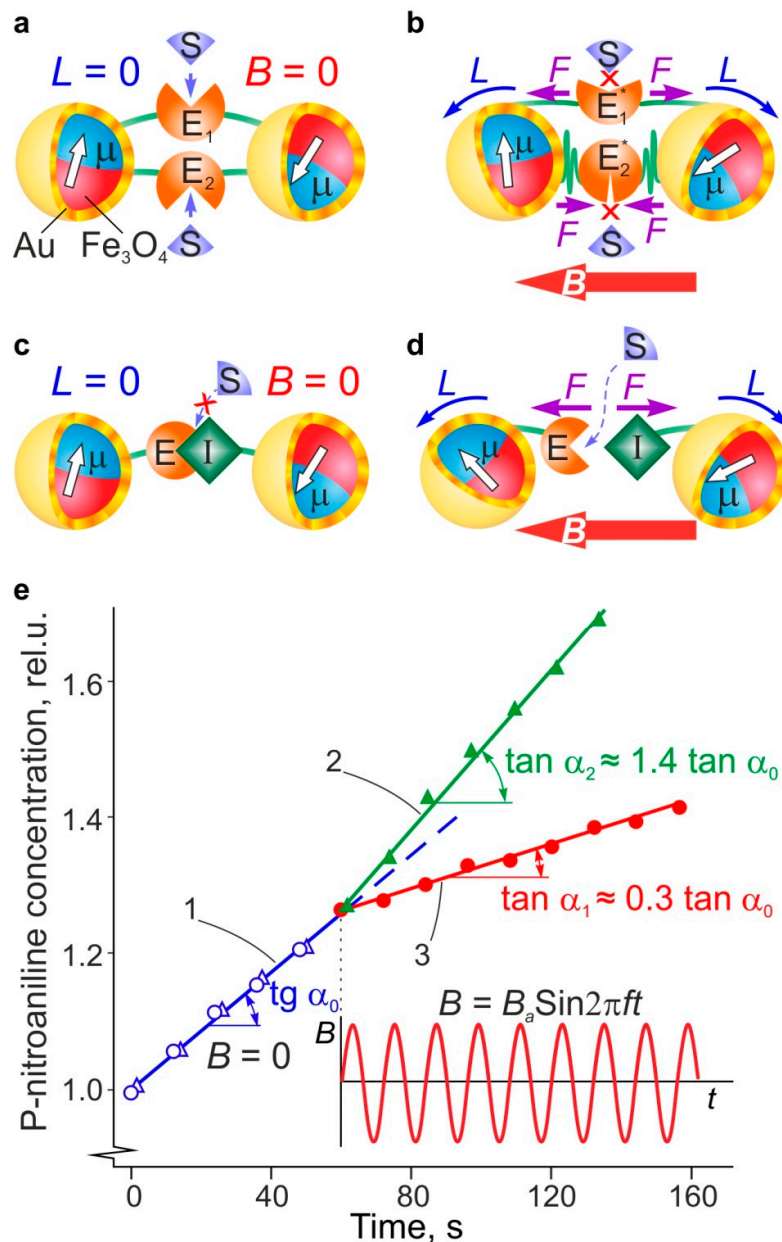 a
L = 0
S
B = 0
E1
μ
E2
μ
Au
Fe3O4
S
b
S
L
F
F
L
E1*
E2*
μ
μ
F
F
S
B
c
L = 0
S
B = 0
μ
E
I
μ
d
S
L
F
F
L
μ
E
I
μ
B
e
P-nitroaniline concentration, rel.u.
1.6
1.4
1.2
1.0
2
tan α2 ≈ 1.4 tan α0
1
tan α1 ≈ 0.3 tan α0
3
tg α0
B = 0
B = BaSin2πft
B
t
0
40
80
120
160
Time, s